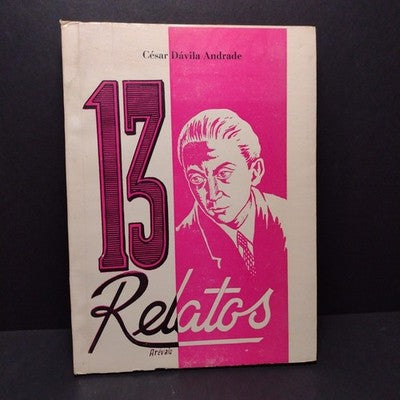 César Dávila Andrade
13
Relatos
Arevalo